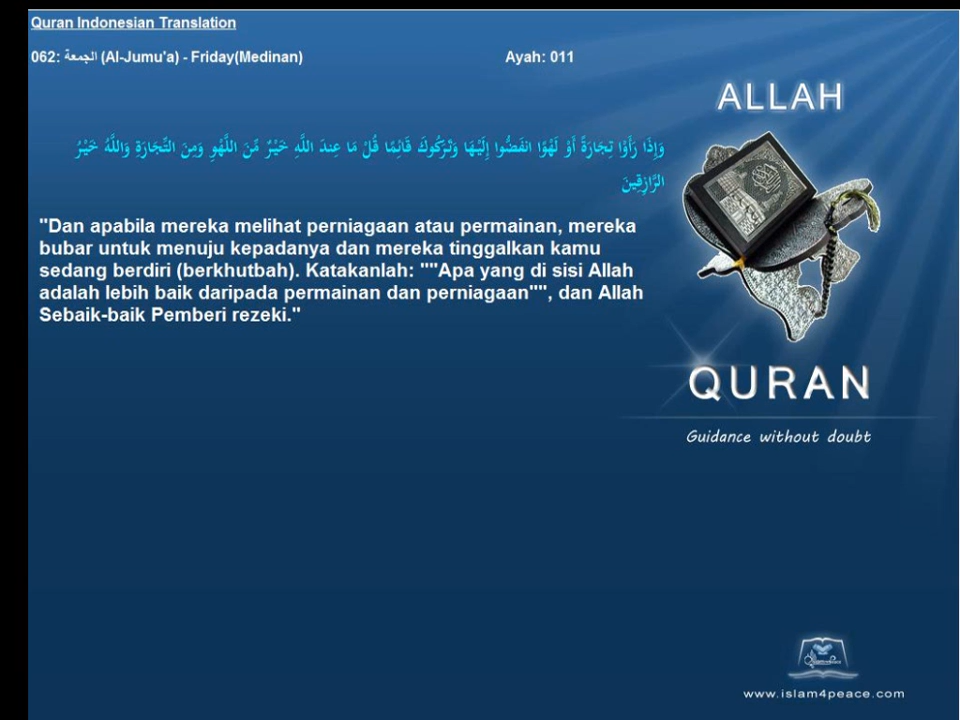 Quran Indonesian Translation
062: الجمعة (Al-Jumu'a) - Friday(Medinan)
Ayah: 011
ALLAH
وَإِذَا رَأَوْا تِجَارَةً أَوْ لَهْوًا انفَضُّوا إِلَيْهَا وَتَرَكُوكَ قَائِمًا قُلْ مَا عِندَ اللَّهِ خَيْرٌ مِّنَ اللَّهْوِ وَمِنَ التِّجَارَةِ وَاللَّهُ خَيْرُ
الرَّازِقِينَ
"Dan apabila mereka melihat perniagaan atau permainan, mereka
bubar untuk menuju kepadanya dan mereka tinggalkan kamu
sedang berdiri (berkhutbah). Katakanlah: ""Apa yang di sisi Allah
adalah lebih baik daripada permainan dan perniagaan"", dan Allah
Sebaik-baik Pemberi rezeki."
QURAN
Guidance without doubt
www.islam4peace.com